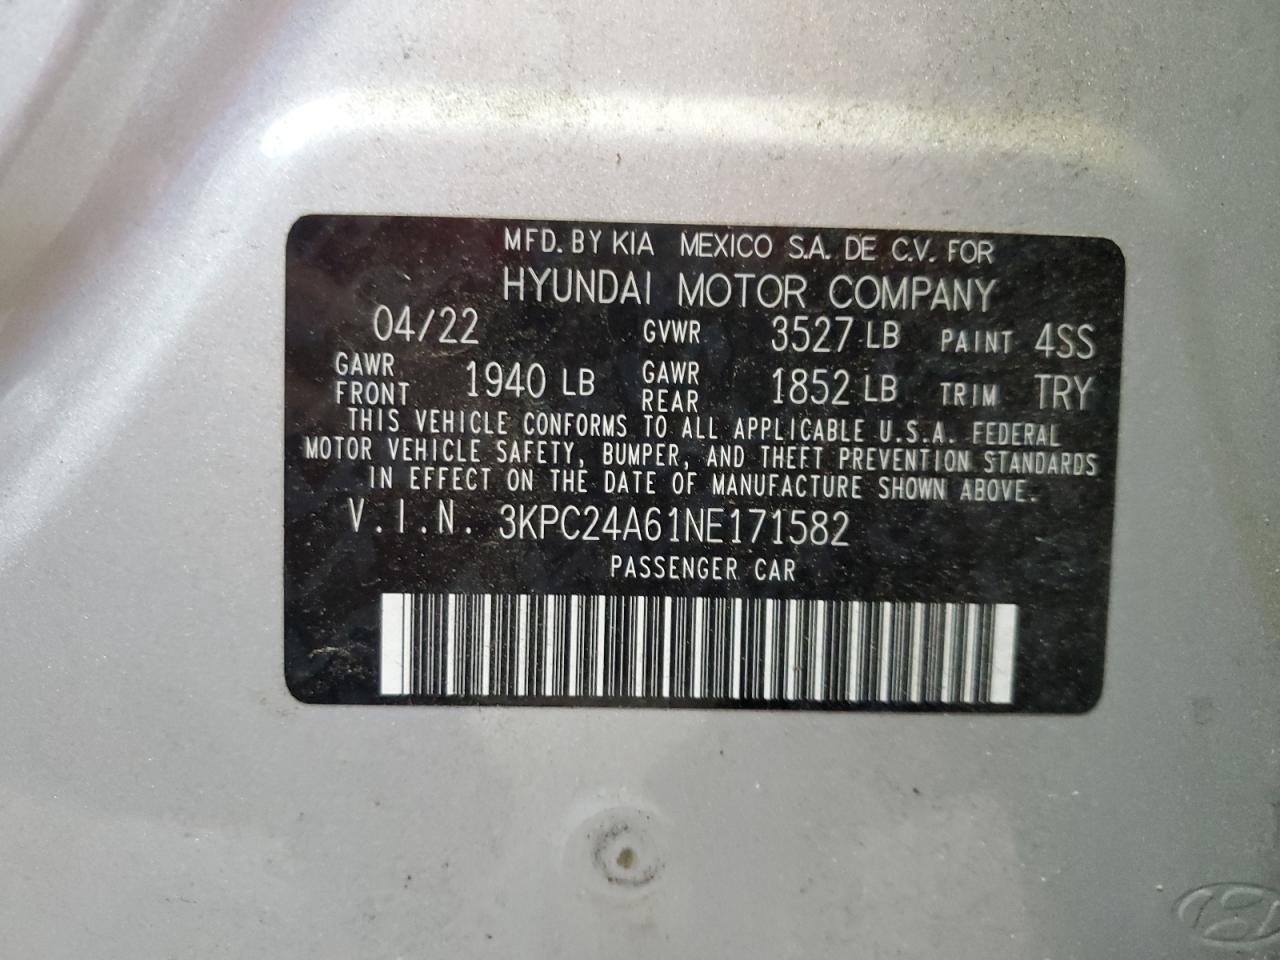 MFD. BY KIA MEXICO S.A. DE C.V. FOR
HYUNDAI MOTOR COMPANY
04/22 GVWR 3527 LB PAINT 4SS
GAWR FRONT 1940 LB GAWR REAR 1852 LB TRIM TRY
THIS VEHICLE CONFORMS TO ALL APPLICABLE U.S.A. FEDERAL
MOTOR VEHICLE SAFETY, BUMPER, AND THEFT PREVENTION STANDARDS
IN EFFECT ON THE DATE OF MANUFACTURE SHOWN ABOVE.
V.I.N. 3KPC24A61NE171582
PASSENGER CAR